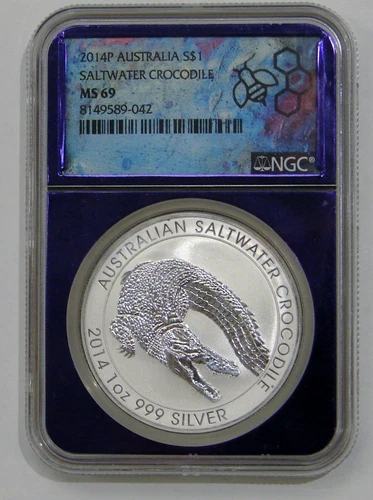 2014P AUSTRALIA S$1
SALTWATER CROCODILE
MS 69
8149589-042
NGC®
AUSTRALIAN SALTWATER CROCODILE
2014 1oz 999 SILVER